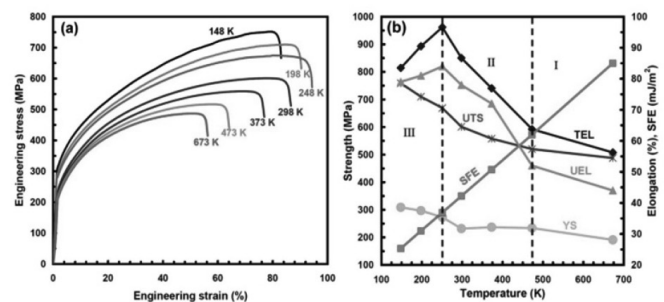 (a)
800
700
600
500
400
300
200
100
0
Engineering stress (MPa)
148 K
198 K
248 K
298 K
373 K
473 K
673 K
0 20 40 60 80 100
Engineering strain (%)
(b)
1000
900
800
700
600
500
400
300
200
100
Strength (MPa)
I
II
III
UTS
SFE
TEL
UEL
YS
100
90
80
70
60
50
40
30
20
Elongation (%), SFE (mJ/m²)
100 200 300 400 500 600 700
Temperature (K)